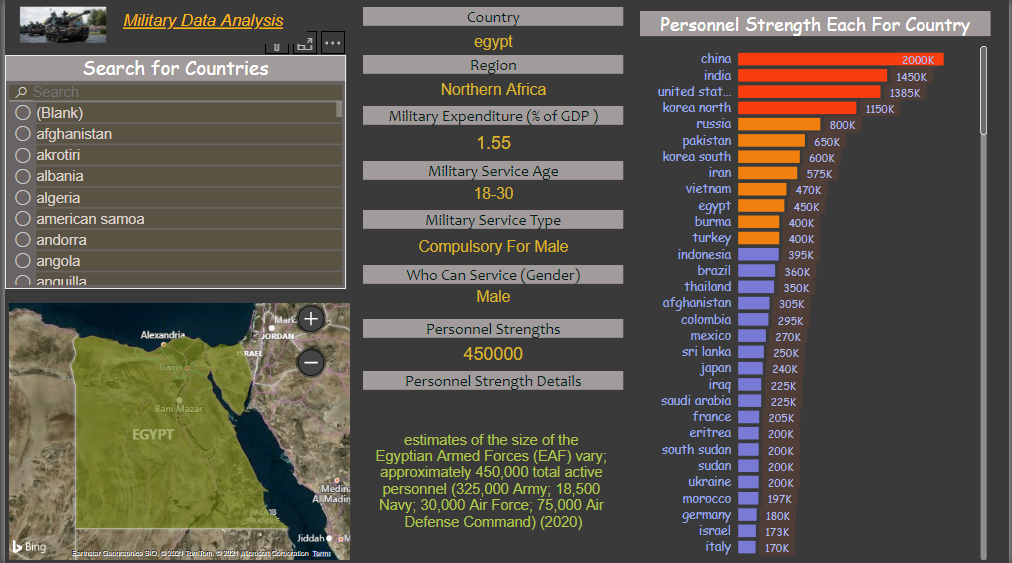 Military Data Analysis
Search for Countries
Search
(Blank)
afghanistan
akrotiri
albania
algeria
american samoa
andorra
angola
anguilla
Alexandria
Mark
JORDAN
ISRAEL
Cairo
Bani Mazar
EGYPT
HALA'IB
TRIANGLE
Medin
Al Madin
Jiddah
Bing
Earthstar Geographics SIO, © 2021 TomTom, © 2021 Microsoft Corporation Terms
Country
egypt
Region
Northern Africa
Military Expenditure (% of GDP )
1.55
Military Service Age
18-30
Military Service Type
Compulsory For Male
Who Can Service (Gender)
Male
Personnel Strengths
450000
Personnel Strength Details
estimates of the size of the
Egyptian Armed Forces (EAF) vary;
approximately 450,000 total active
personnel (325,000 Army; 18,500
Navy; 30,000 Air Force; 75,000 Air
Defense Command) (2020)
Personnel Strength Each For Country
china 2000K
india 1450K
united stat... 1385K
korea north 1150K
russia 800K
pakistan 650K
korea south 600K
iran 575K
vietnam 470K
egypt 450K
burma 400K
turkey 400K
indonesia 395K
brazil 360K
thailand 350K
afghanistan 305K
colombia 295K
mexico 270K
sri lanka 250K
japan 240K
iraq 225K
saudi arabia 225K
france 205K
eritrea 200K
south sudan 200K
sudan 200K
ukraine 200K
morocco 197K
germany 180K
israel 173K
italy 170K